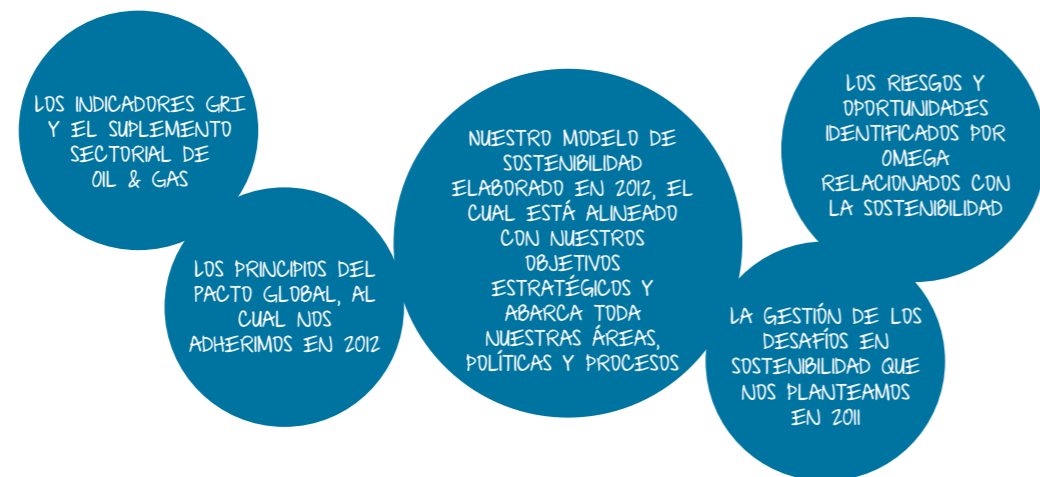 LOS INDICADORES GRI
Y EL SUPLEMENTO
SECTORIAL DE
OIL & GAS
LOS PRINCIPIOS DEL
PACTO GLOBAL, AL
CUAL NOS
ADHERIMOS EN 2012
NUESTRO MODELO DE
SOSTENIBILIDAD
ELABORADO EN 2012, EL
CUAL ESTÁ ALINEADO
CON NUESTROS
OBJETIVOS
ESTRATÉGICOS Y
ABARCA TODA
NUESTRAS ÁREAS,
POLÍTICAS Y PROCESOS
LOS RIESGOS Y
OPORTUNIDADES
IDENTIFICADOS POR
OMEGA
RELACIONADOS CON
LA SOSTENIBILIDAD
LA GESTIÓN DE LOS
DESAFÍOS EN
SOSTENIBILIDAD QUE
NOS PLANTEAMOS
EN 2011